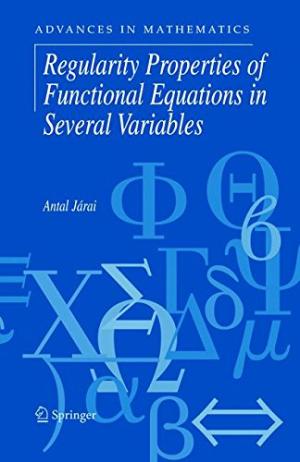 ADVANCES IN MATHEMATICS
Regularity Properties of
Functional Equations in
Several Variables
Antal Járai
Φ Θ
ϐ
Ψ
Γ δ
Χ Σ Δ μ
Ω
) α β ⇔
Springer